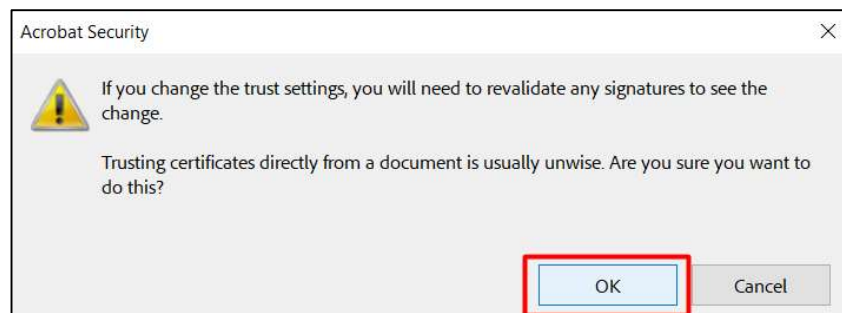 Acrobat Security
If you change the trust settings, you will need to revalidate any signatures to see the
change.
Trusting certificates directly from a document is usually unwise. Are you sure you want to
do this?
OK
Cancel